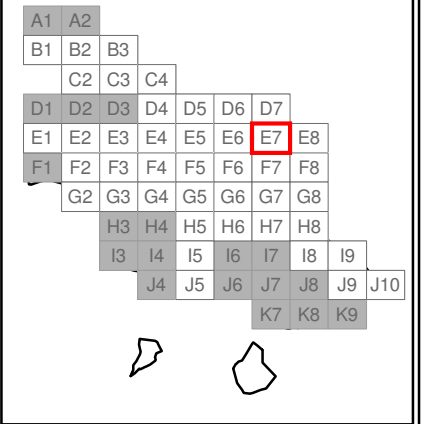 A1 A2
B1 B2 B3
C2 C3 C4
D1 D2 D3 D4 D5 D6 D7
E1 E2 E3 E4 E5 E6 E7 E8
F1 F2 F3 F4 F5 F6 F7 F8
G2 G3 G4 G5 G6 G7 G8
H3 H4 H5 H6 H7 H8
I3 I4 I5 I6 I7 I8 I9
J4 J5 J6 J7 J8 J9 J10
K7 K8 K9